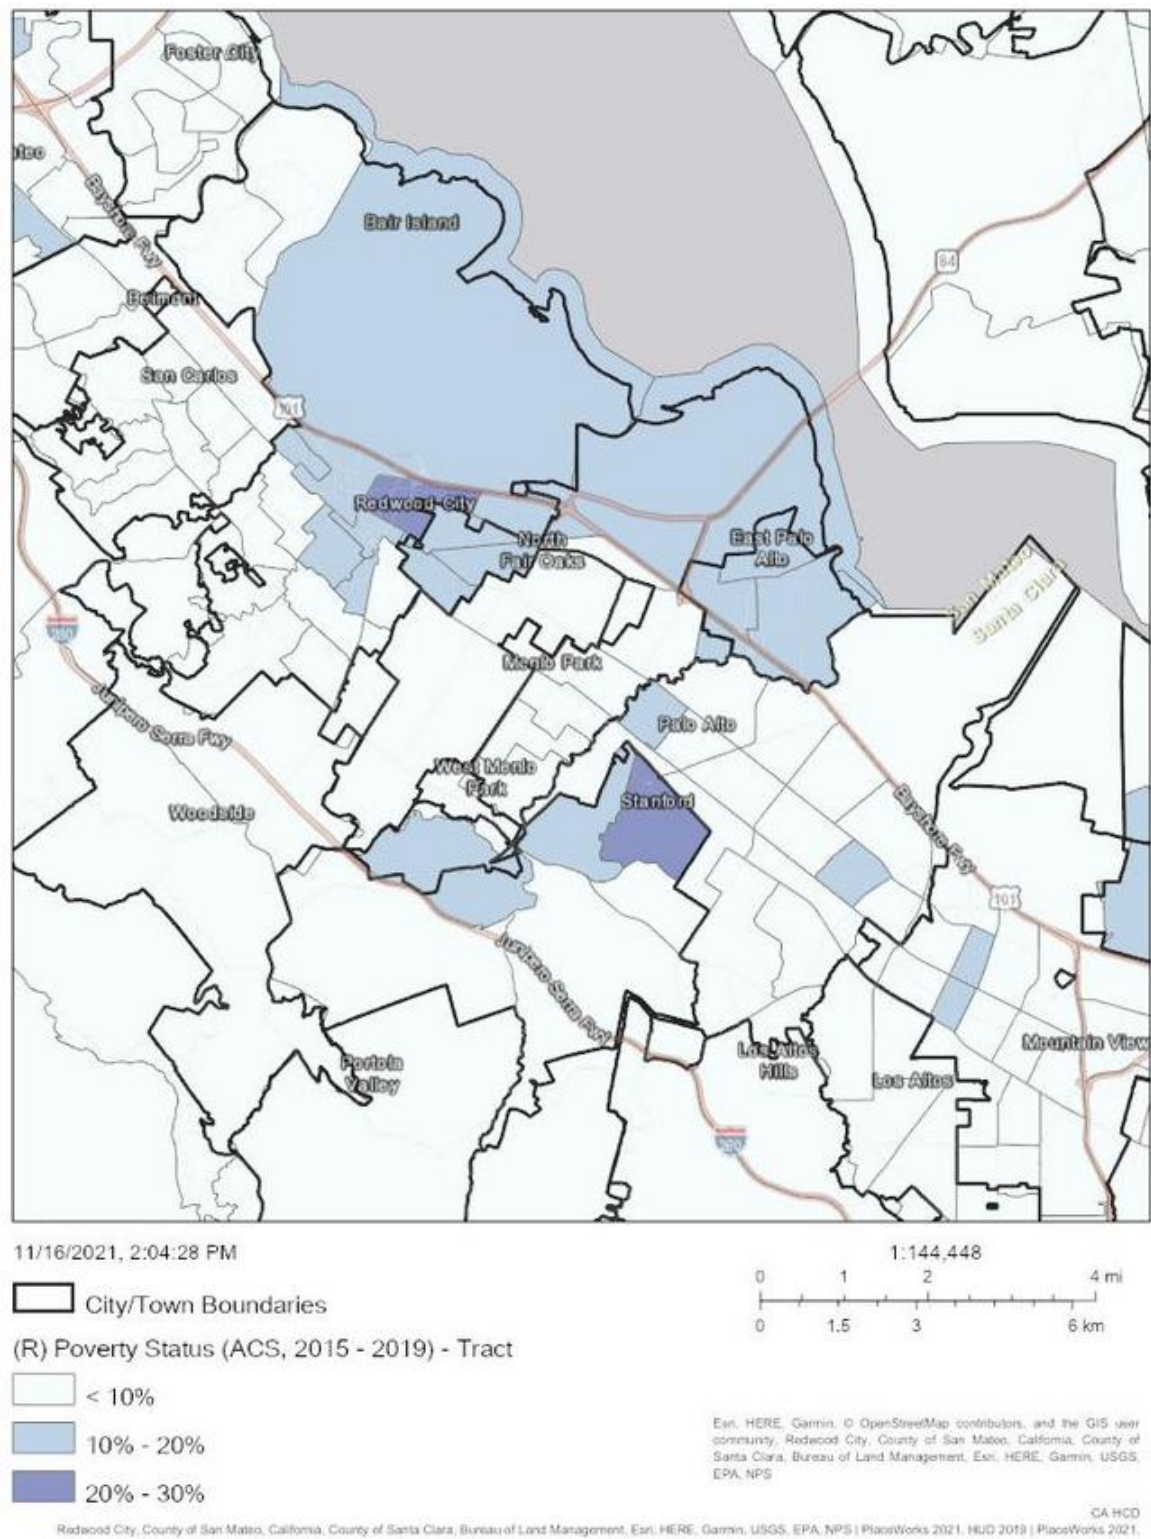 Foster City
ateo
Bayshore Fwy
Bair Island
84
Belmont
San Carlos
101
Redwood City
North
Fair Oaks
East Palo
Alto
San Mateo
Santa Clara
280
Menlo Park
Junipero Serra Fwy
Palo Alto
West Menlo
Park
Stanford
Woodside
Bayshore Fwy
101
Junipero Serra Fwy
Portola
Valley
Los Altos
Hills
Mountain View
Los Altos
280
11/16/2021, 2:04:28 PM
1:144,448
0 1 2 4 mi
0 1.5 3 6 km
City/Town Boundaries
(R) Poverty Status (ACS, 2015 - 2019) - Tract
< 10%
10% - 20%
20% - 30%
Esri, HERE, Garmin, © OpenStreetMap contributors, and the GIS user
community, Redwood City, County of San Mateo, California, County of
Santa Clara, Bureau of Land Management, Esri, HERE, Garmin, USGS,
EPA, NPS
CA HCD
Redwood City, County of San Mateo, California, County of Santa Clara, Bureau of Land Management, Esri, HERE, Garmin, USGS, EPA, NPS | PlaceWorks 2021, HUD 2019 | PlaceWorks 2021,